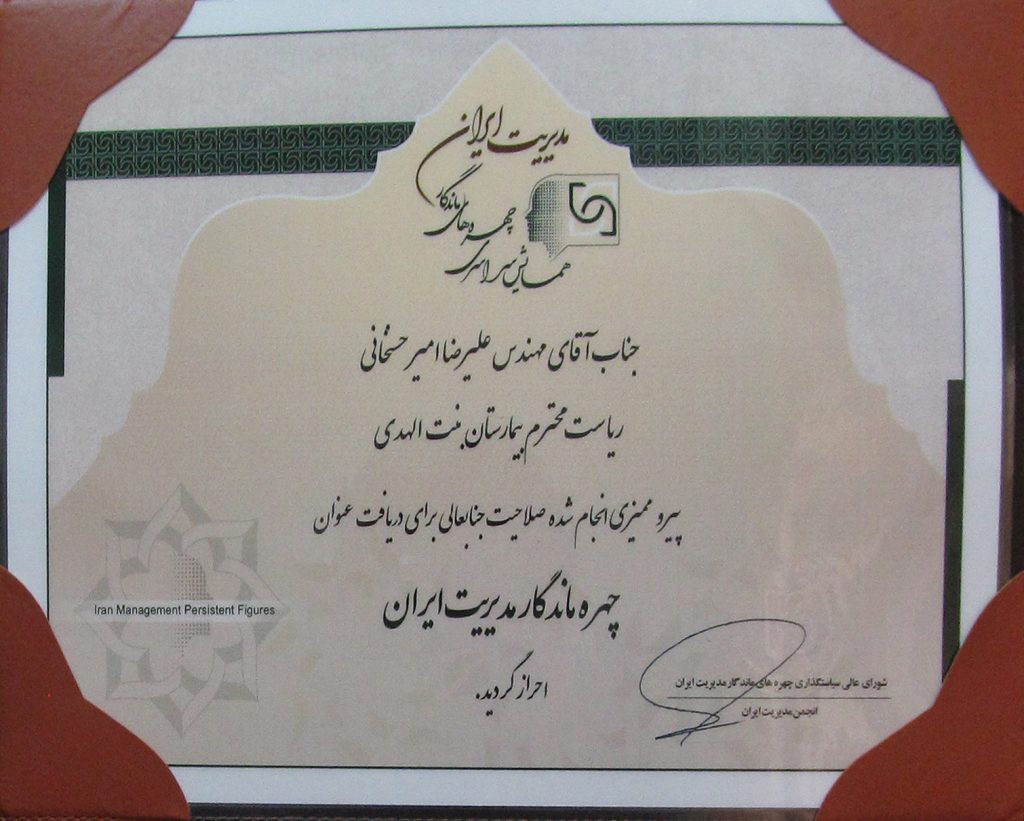 همایش سراسری
چهره‌های ماندگار
مدیریت ایران
جناب آقای مهندس علیرضا امیر حسنخانی
ریاست محترم بیمارستان بنت الهدی
پیرو ممیزی انجام شده صلاحیت جنابعالی برای دریافت عنوان
چهره ماندگار مدیریت ایران
احراز گردید.
Iran Management Persistent Figures
شورای عالی سیاستگذاری چهره های ماندگار مدیریت ایران
انجمن مدیریت ایران